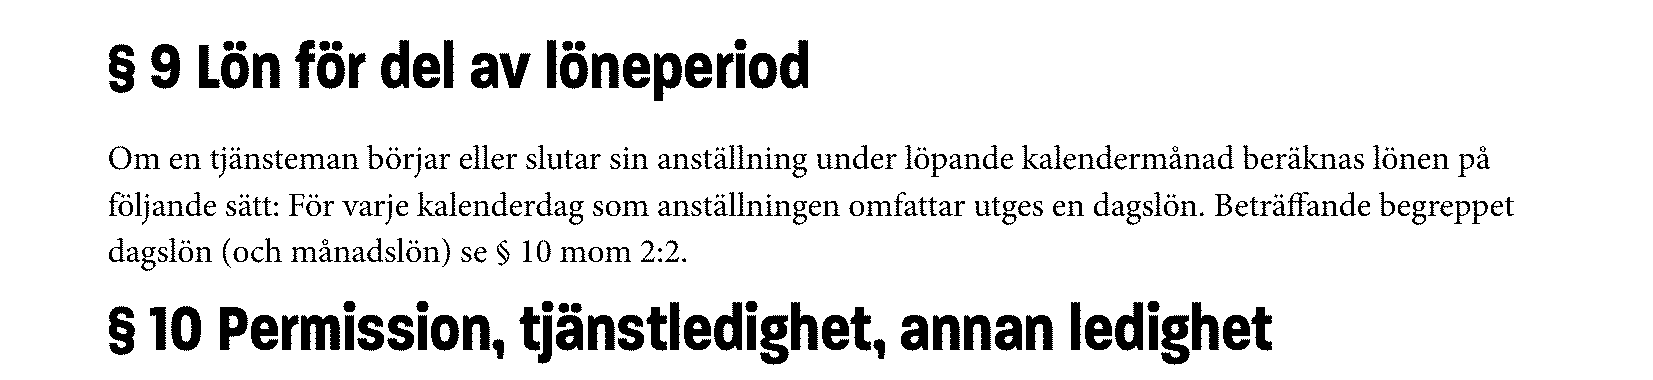 § 9 Lön för del av löneperiod
Om en tjänsteman börjar eller slutar sin anställning under löpande kalendermånad beräknas lönen på
följande sätt: För varje kalenderdag som anställningen omfattar utges en dagslön. Beträffande begreppet
dagslön (och månadslön) se § 10 mom 2:2.
§ 10 Permission, tjänstledighet, annan ledighet